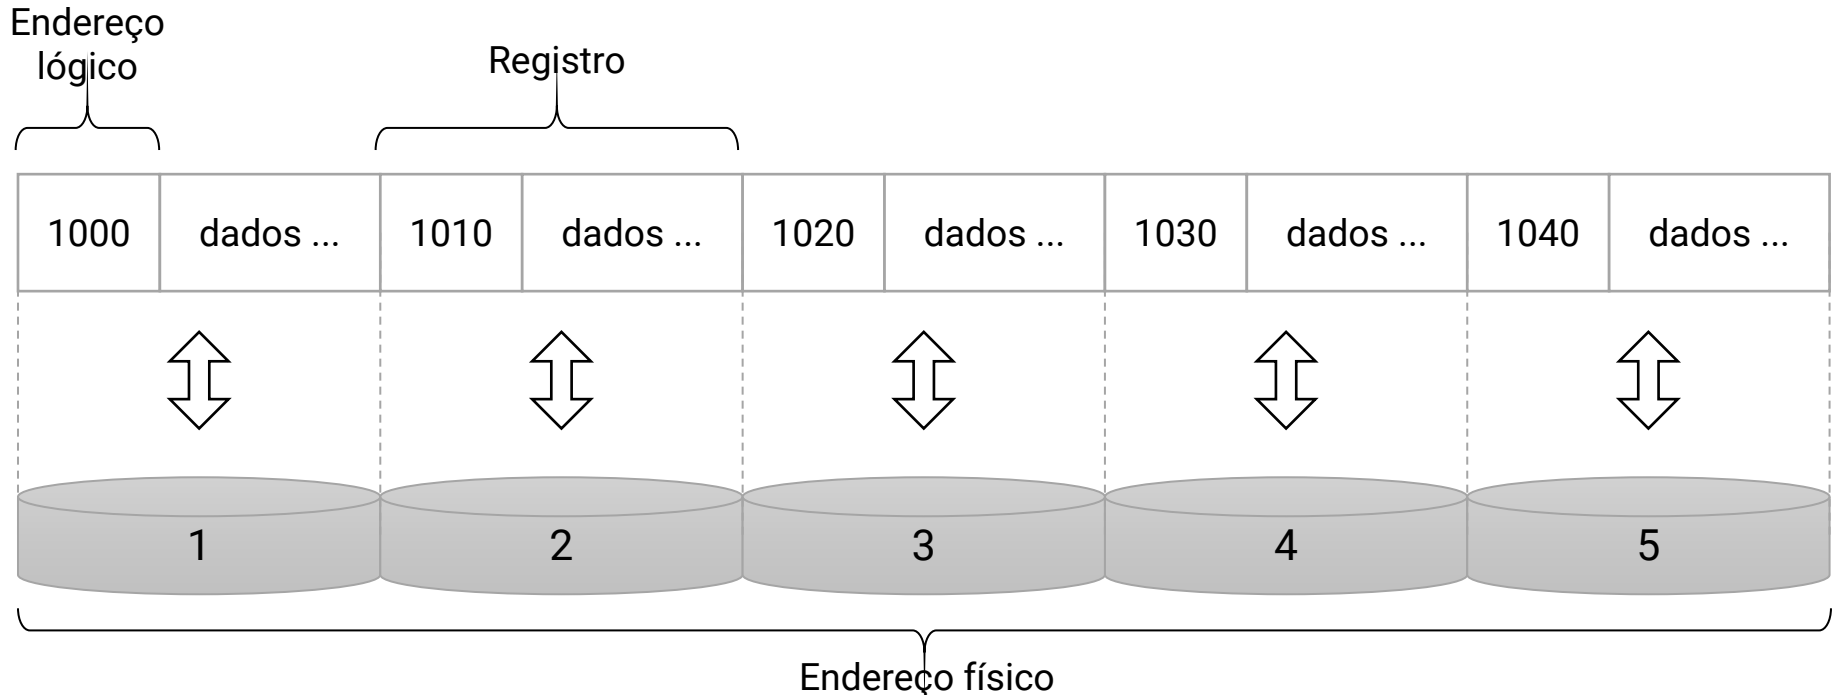 Endereço
lógico
Registro
1000 dados ... 1010 dados ... 1020 dados ... 1030 dados ... 1040 dados ...
1 2 3 4 5
Endereço físico